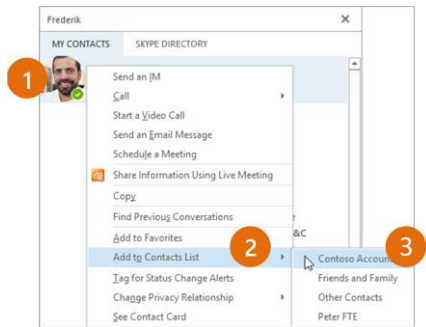 Frederik
MY CONTACTS SKYPE DIRECTORY
1
Send an IM
Call
Start a Video Call
Send an Email Message
Schedule a Meeting
Share Information Using Live Meeting
Copy
Find Previous Conversations
Add to Favorites
2
&C
Add to Contacts List
Contoso
3
Tag for Status Change Alerts
Friends and Family
Change Privacy Relationship
Other Contacts
See Contact Card
Peter FTE